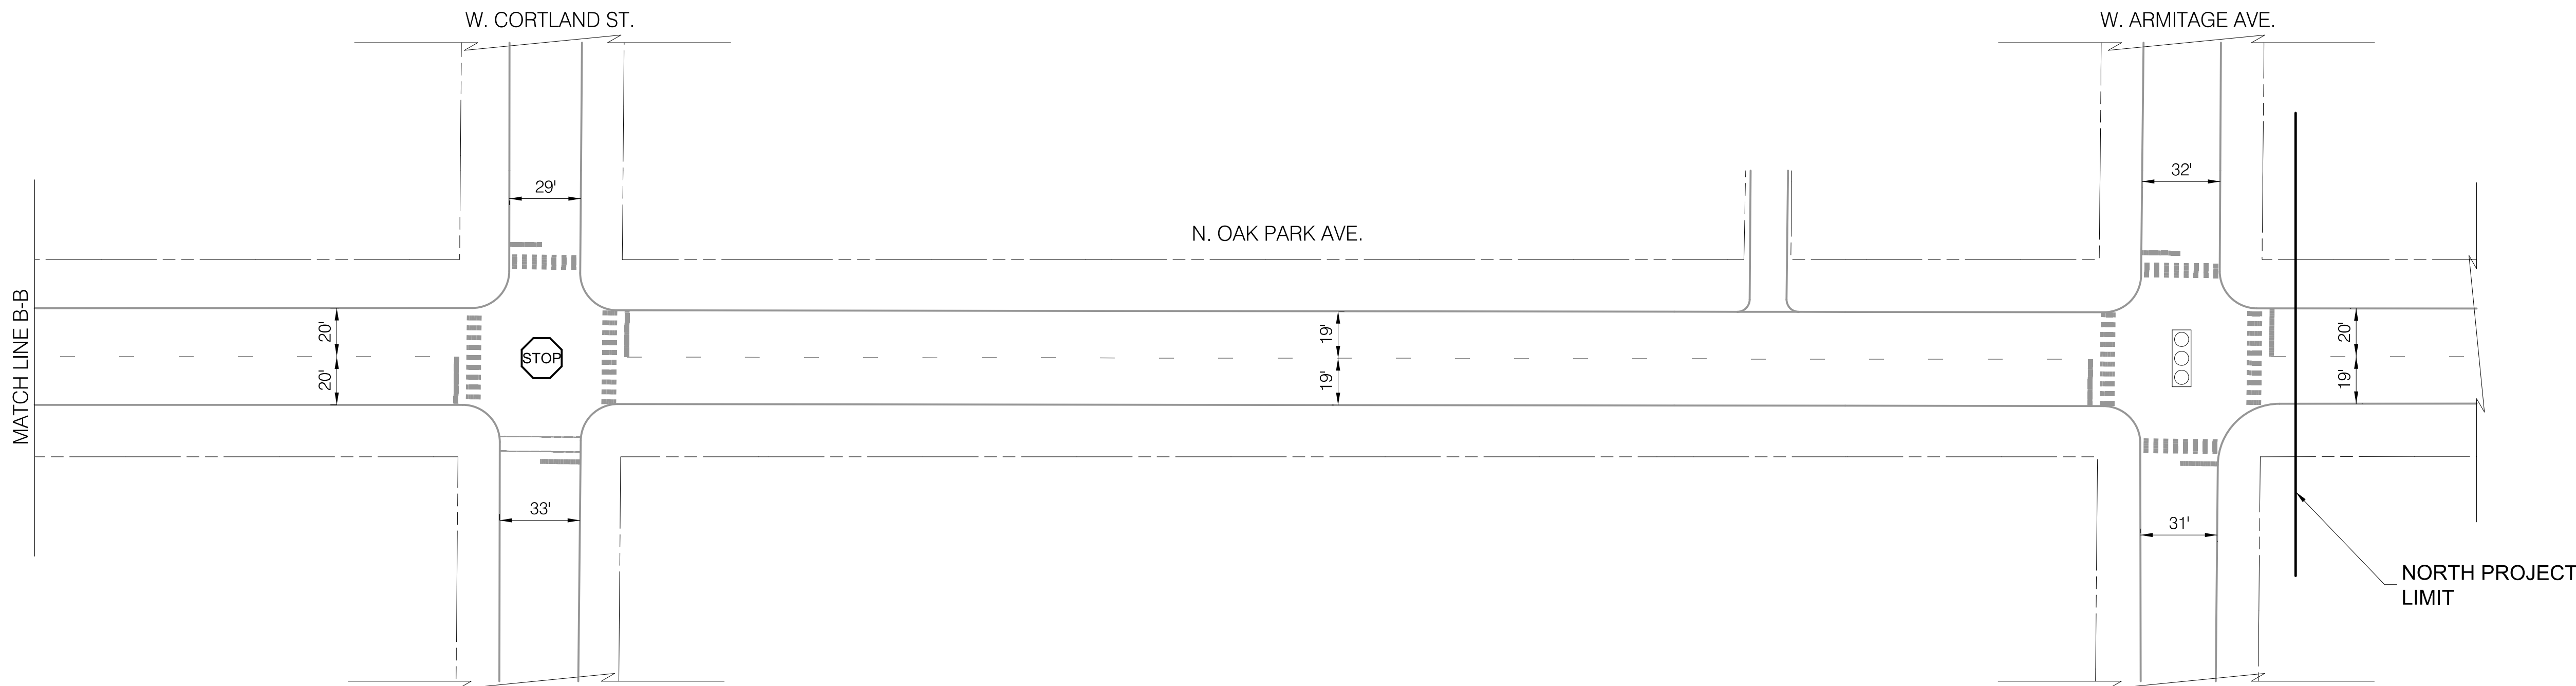 W. CORTLAND ST.
W. ARMITAGE AVE.
29'
32'
N. OAK PARK AVE.
MATCH LINE B-B
20'
20'
STOP
19'
19'
20'
19'
33'
31'
NORTH PROJECT
LIMIT